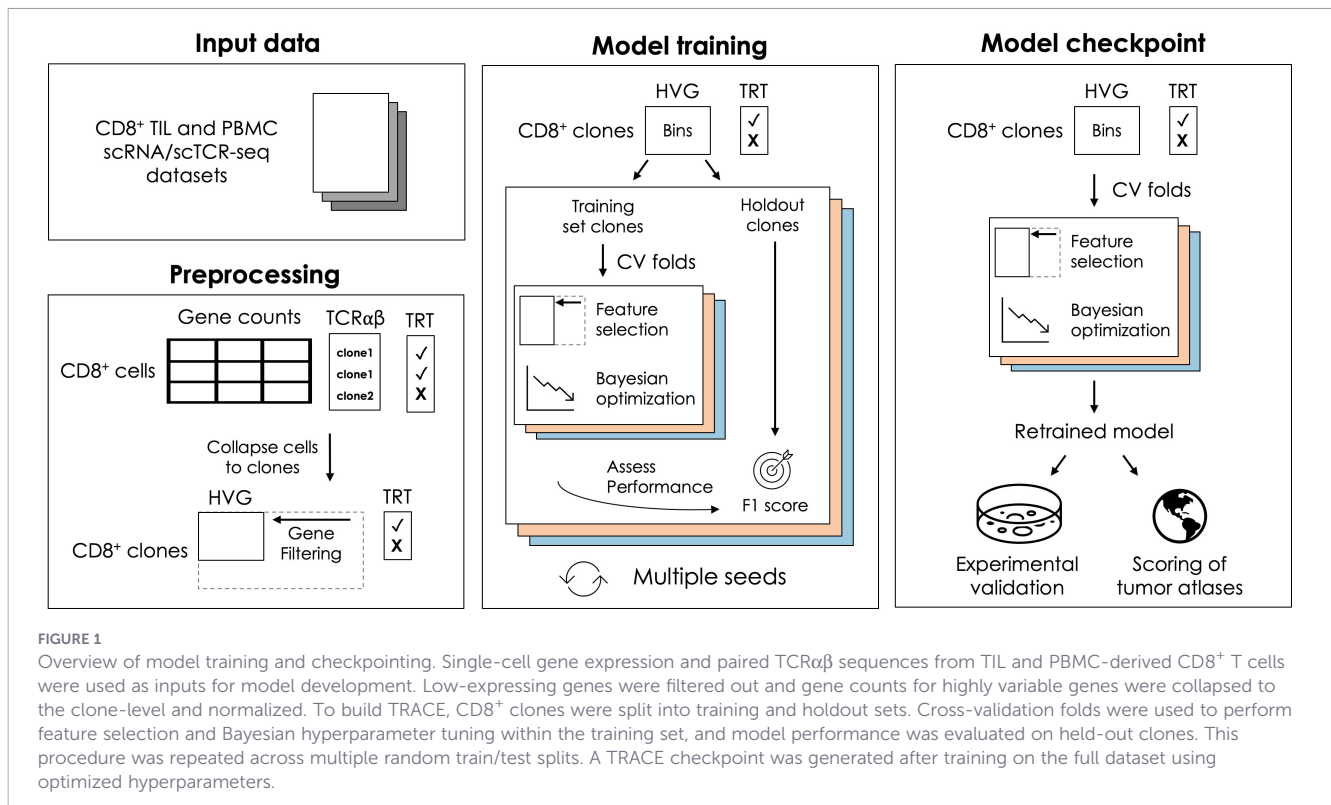 Input data
CD8+ TIL and PBMC
scRNA/scTCR-seq
datasets
Preprocessing
Gene counts
TCRαβ
TRT
CD8+ cells
clone1
clone1
clone2
✓
✓
X
Collapse cells
to clones
HVG
TRT
Gene
Filtering
CD8+ clones
✓
X
Model training
HVG
TRT
CD8+ clones
Bins
✓
X
Training
set clones
Holdout
clones
CV folds
Feature
selection
Bayesian
optimization
Assess
Performance
F1 score
Multiple seeds
Model checkpoint
HVG
TRT
CD8+ clones
Bins
✓
X
CV folds
Feature
selection
Bayesian
optimization
Retrained model
Experimental
validation
Scoring of
tumor atlases
FIGURE 1
Overview of model training and checkpointing. Single-cell gene expression and paired TCRαβ sequences from TIL and PBMC-derived CD8+ T cells
were used as inputs for model development. Low-expressing genes were filtered out and gene counts for highly variable genes were collapsed to
the clone-level and normalized. To build TRACE, CD8+ clones were split into training and holdout sets. Cross-validation folds were used to perform
feature selection and Bayesian hyperparameter tuning within the training set, and model performance was evaluated on held-out clones. This
procedure was repeated across multiple random train/test splits. A TRACE checkpoint was generated after training on the full dataset using
optimized hyperparameters.